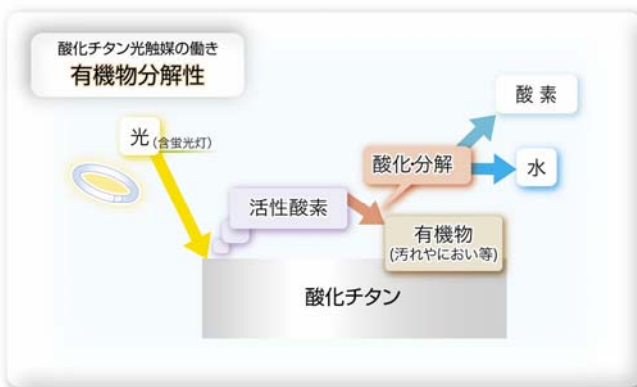 酸化チタン光触媒の働き
有機物分解性
光(含蛍光灯)
酸素
酸化分解
水
活性酸素
有機物
(汚れやにおい等)
酸化チタン